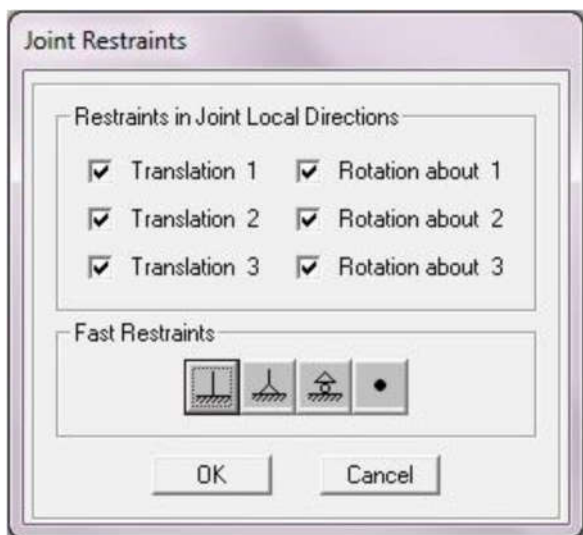 Joint Restraints
Restraints in Joint Local Directions
Translation 1 Rotation about 1
Translation 2 Rotation about 2
Translation 3 Rotation about 3
Fast Restraints
OK Cancel